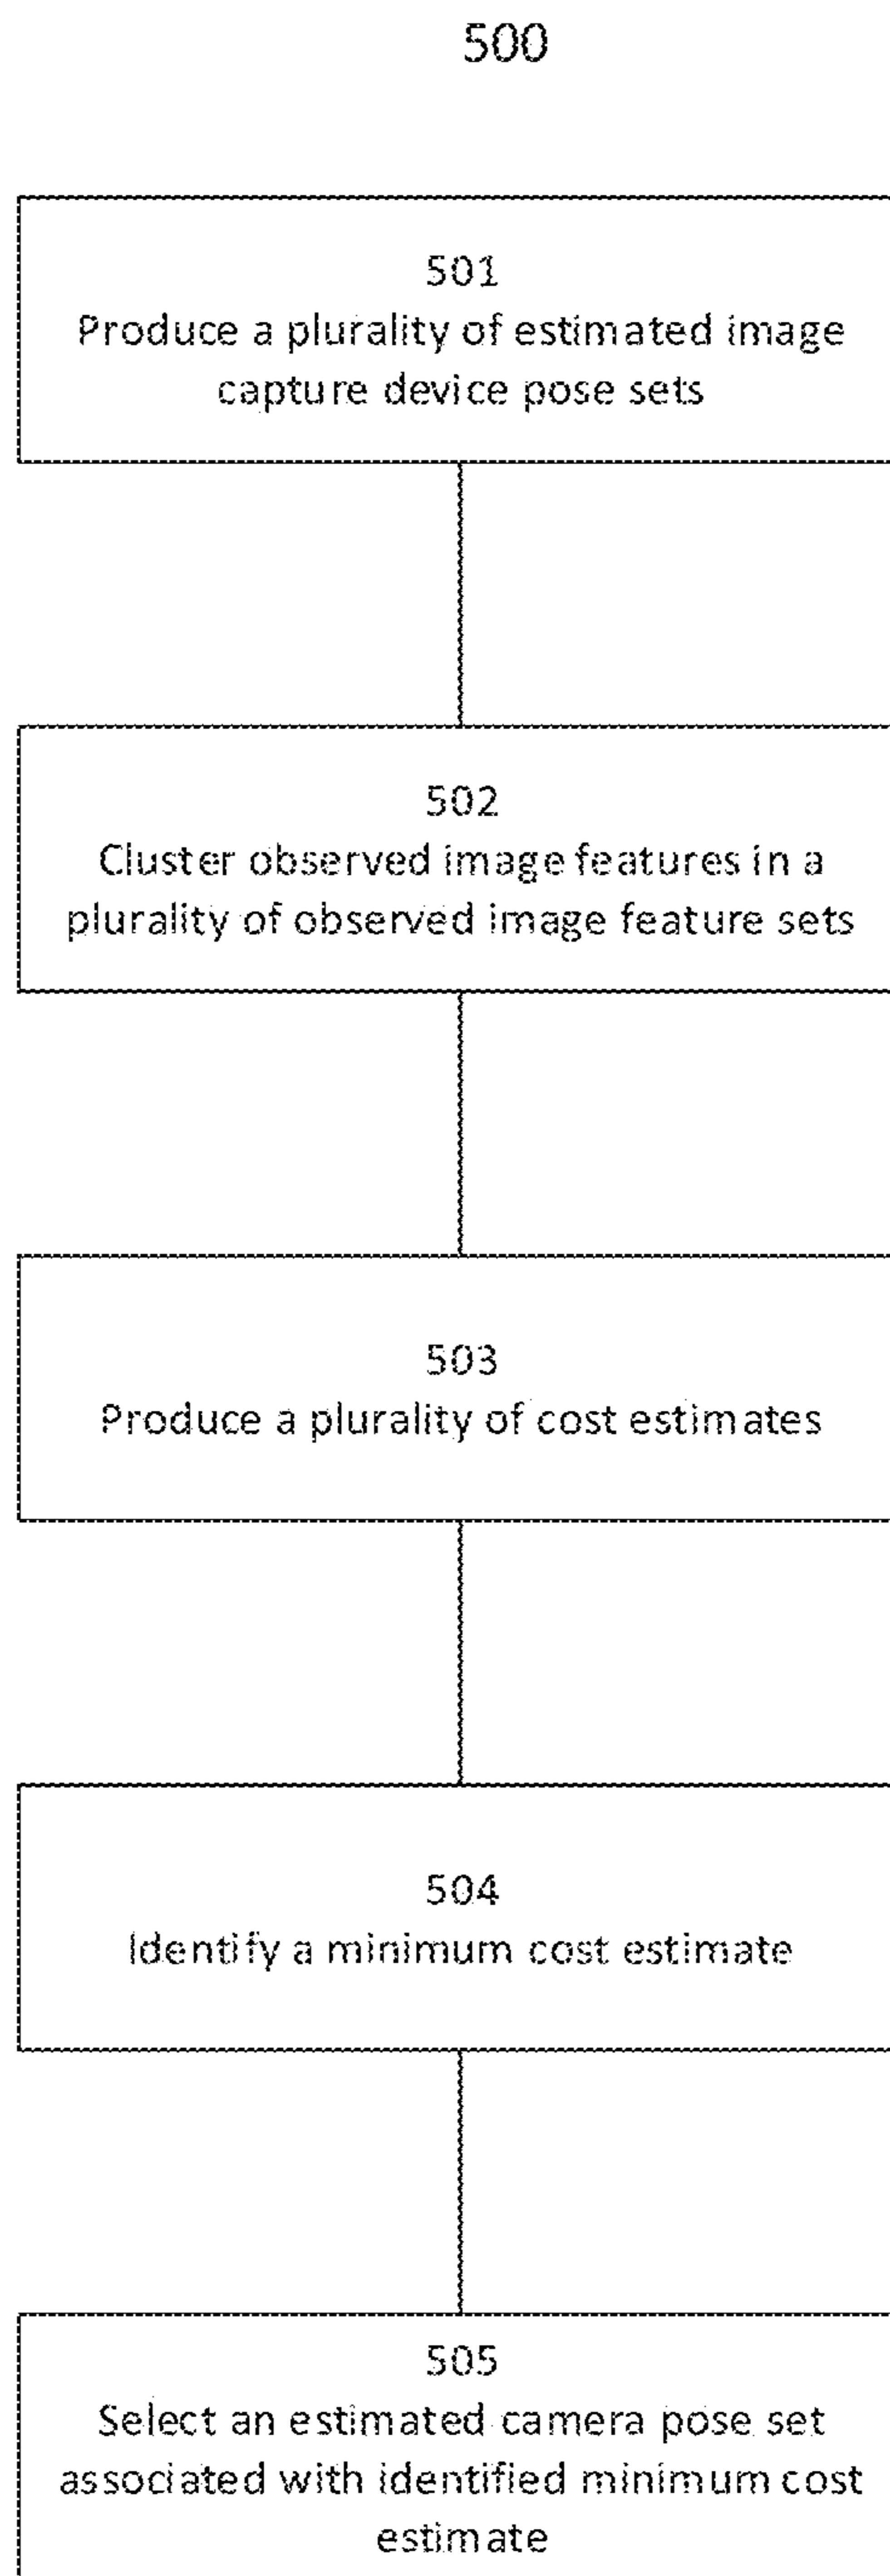 500
501
Produce a plurality of estimated image
capture device pose sets
502
Cluster observed image features in a
plurality of observed image feature sets
503
Produce a plurality of cost estimates
504
Identify a minimum cost estimate
505
Select an estimated camera pose set
associated with identified minimum cost
estimate